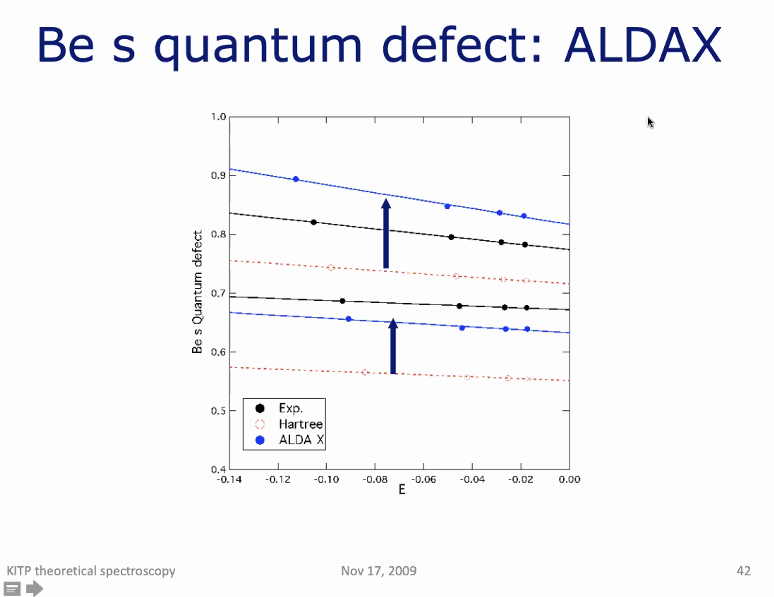 Be s quantum defect: ALDAX
1.0
0.9
0.8
0.7
0.6
0.5
0.4
Be s Quantum defect
Exp.
Hartree
ALDA X
-0.14 -0.12 -0.10 -0.08 -0.06 -0.04 -0.02 0.00
E
KITP theoretical spectroscopy Nov 17, 2009 42